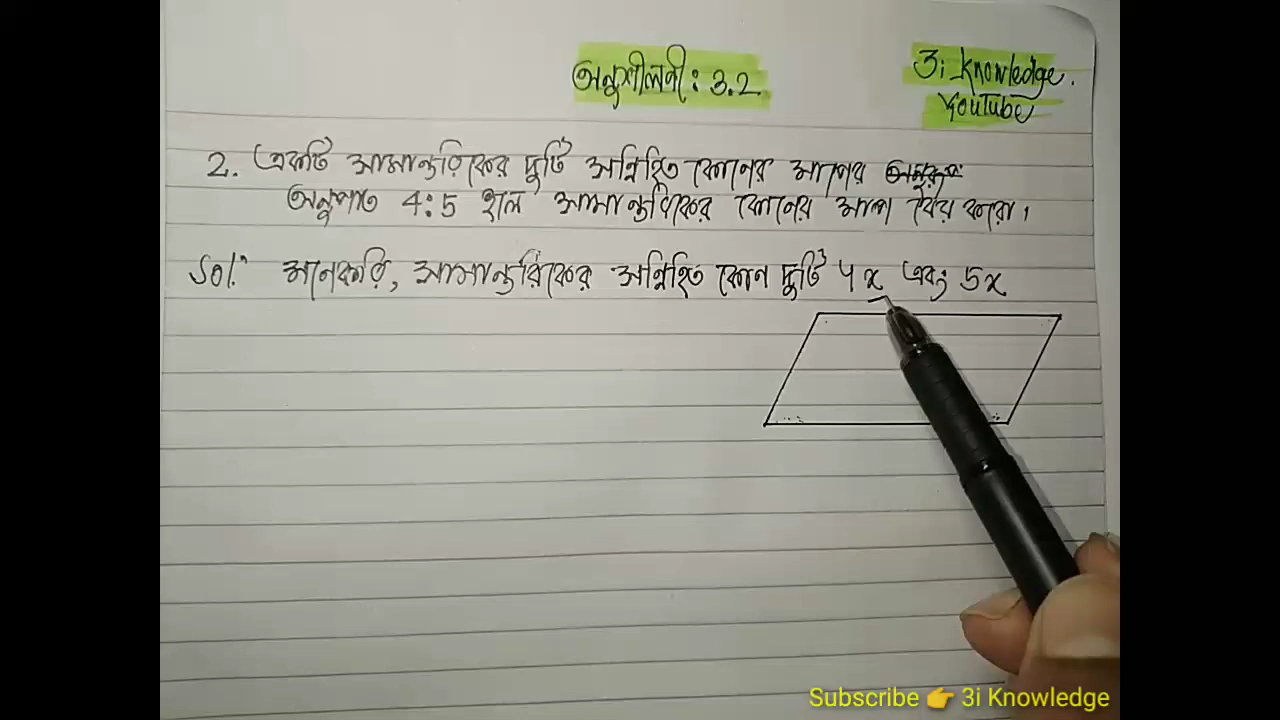 অনুশীলনী: 3.2
3i knowledge.
YouTube
2. একটি সামান্তরিকের দুটি সন্নিহিত কোনের মাপের
অনুপাত 4:5 হলে সামান্তরিকের কোনের মাপ বের করো।
Sol: মনেকরি, সামান্তরিকের সন্নিহিত কোন দুটি 4x এবং 5x
Subscribe 👉 3i Knowledge